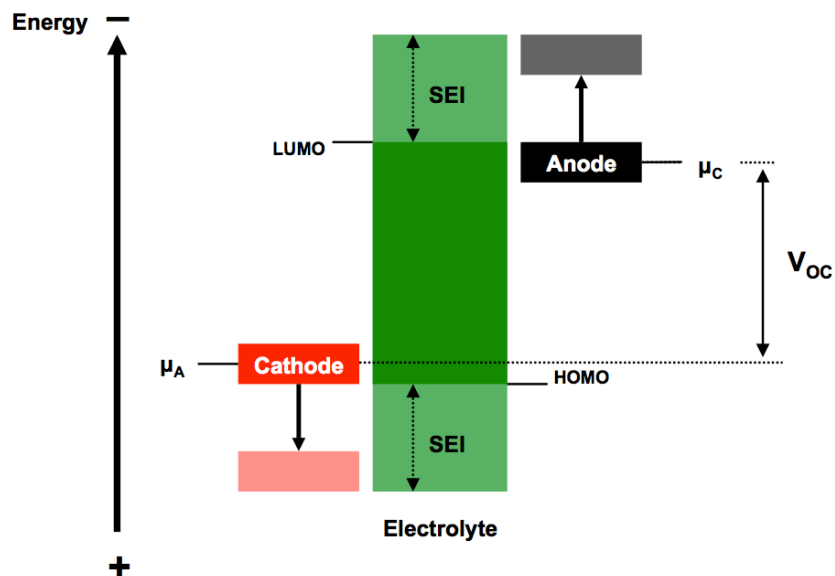 Energy −
SEI
LUMO
Anode
μC
VOC
μA
Cathode
HOMO
SEI
Electrolyte
+